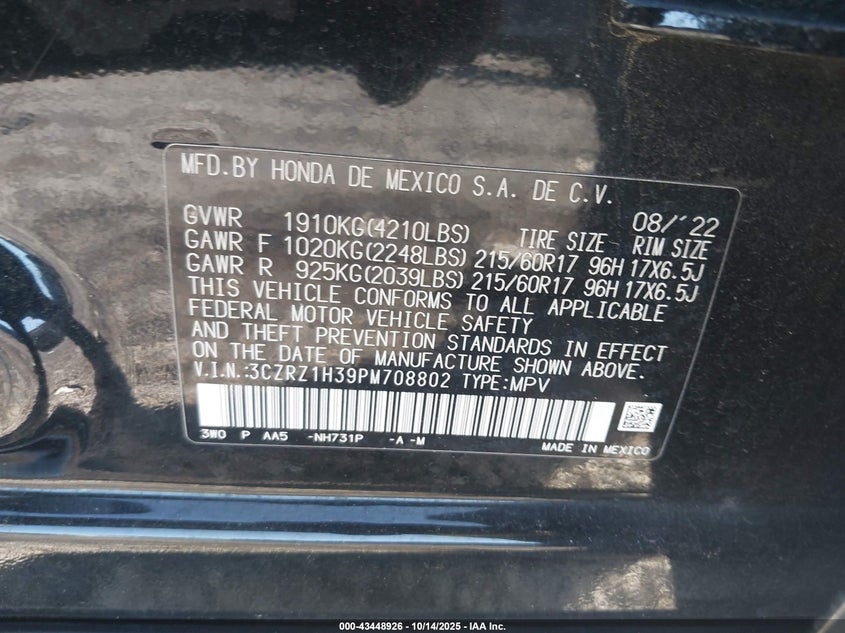 MFD.BY HONDA DE MEXICO S.A. DE C.V.
08/'22
GVWR 1910KG(4210LBS) TIRE SIZE RIM SIZE
GAWR F 1020KG(2248LBS) 215/60R17 96H 17X6.5J
GAWR R 925KG(2039LBS) 215/60R17 96H 17X6.5J
THIS VEHICLE CONFORMS TO ALL APPLICABLE
FEDERAL MOTOR VEHICLE SAFETY
AND THEFT PREVENTION STANDARDS IN EFFECT
ON THE DATE OF MANUFACTURE SHOWN ABOVE.
V.I.N.:3CZRZ1H39PM708802 TYPE:MPV
3W0 P AA5 -NH731P -A -M MADE IN MEXICO
000-43448926 - 10/14/2025 - IAA Inc.